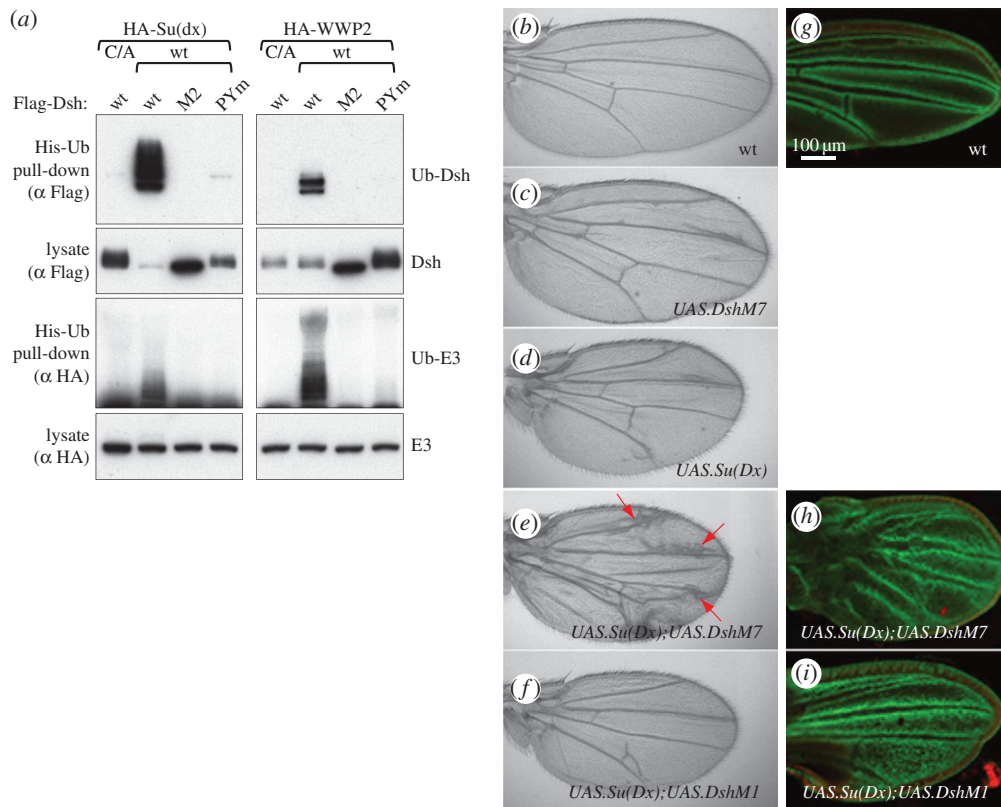 (a)
HA-Su(dx)
HA-WWP2
C/A
wt
C/A
wt
Flag-Dsh:
wt
wt
M2
PYm
wt
wt
M2
PYm
His-Ub
pull-down
(α Flag)
Ub-Dsh
lysate
(α Flag)
Dsh
His-Ub
pull-down
(α HA)
Ub-E3
lysate
(α HA)
E3
(b)
wt
(c)
UAS.DshM7
(d)
UAS.Su(Dx)
(e)
UAS.Su(Dx);UAS.DshM7
(f)
UAS.Su(Dx);UAS.DshM1
(g)
100 µm
wt
(h)
UAS.Su(Dx);UAS.DshM7
(i)
UAS.Su(Dx);UAS.DshM1